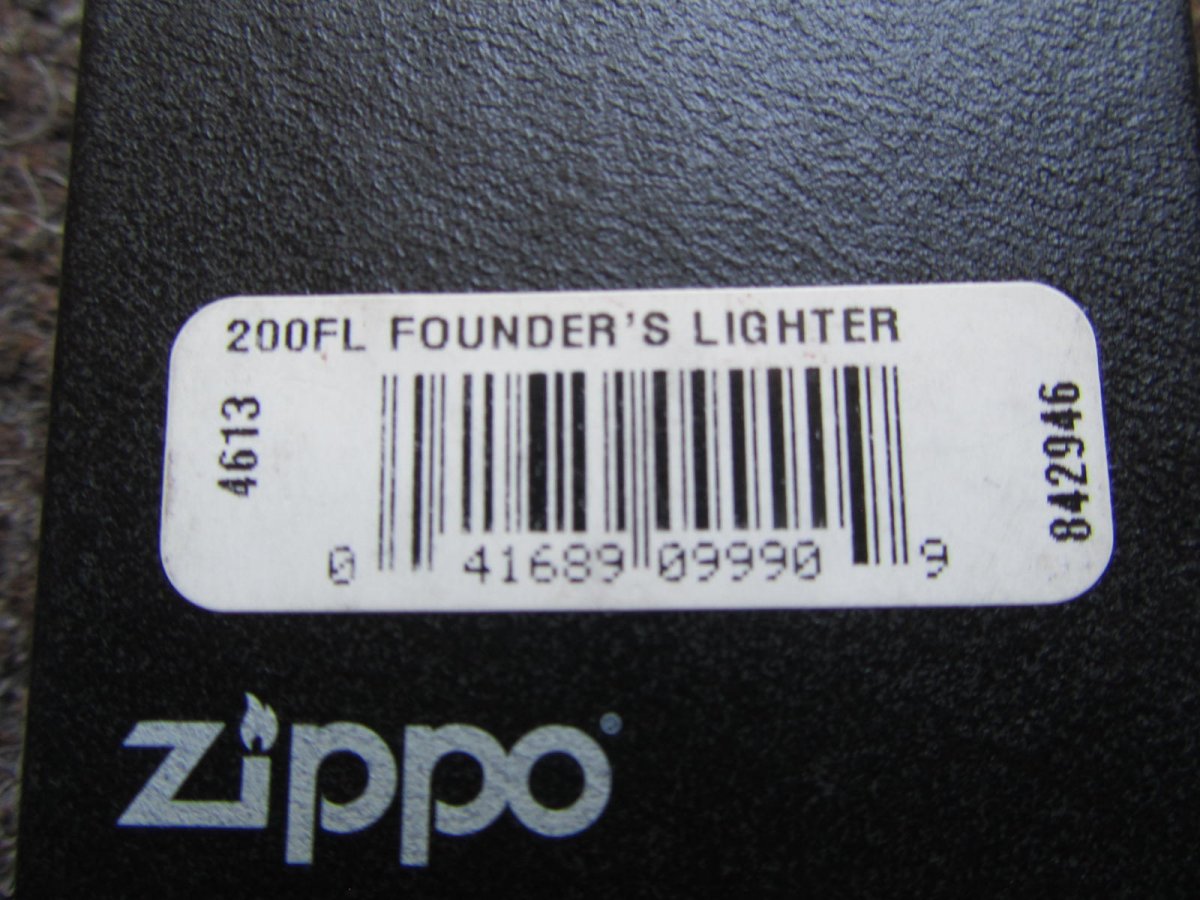 200FL FOUNDER'S LIGHTER
4613
842946
0 41689 09990 9
zippo